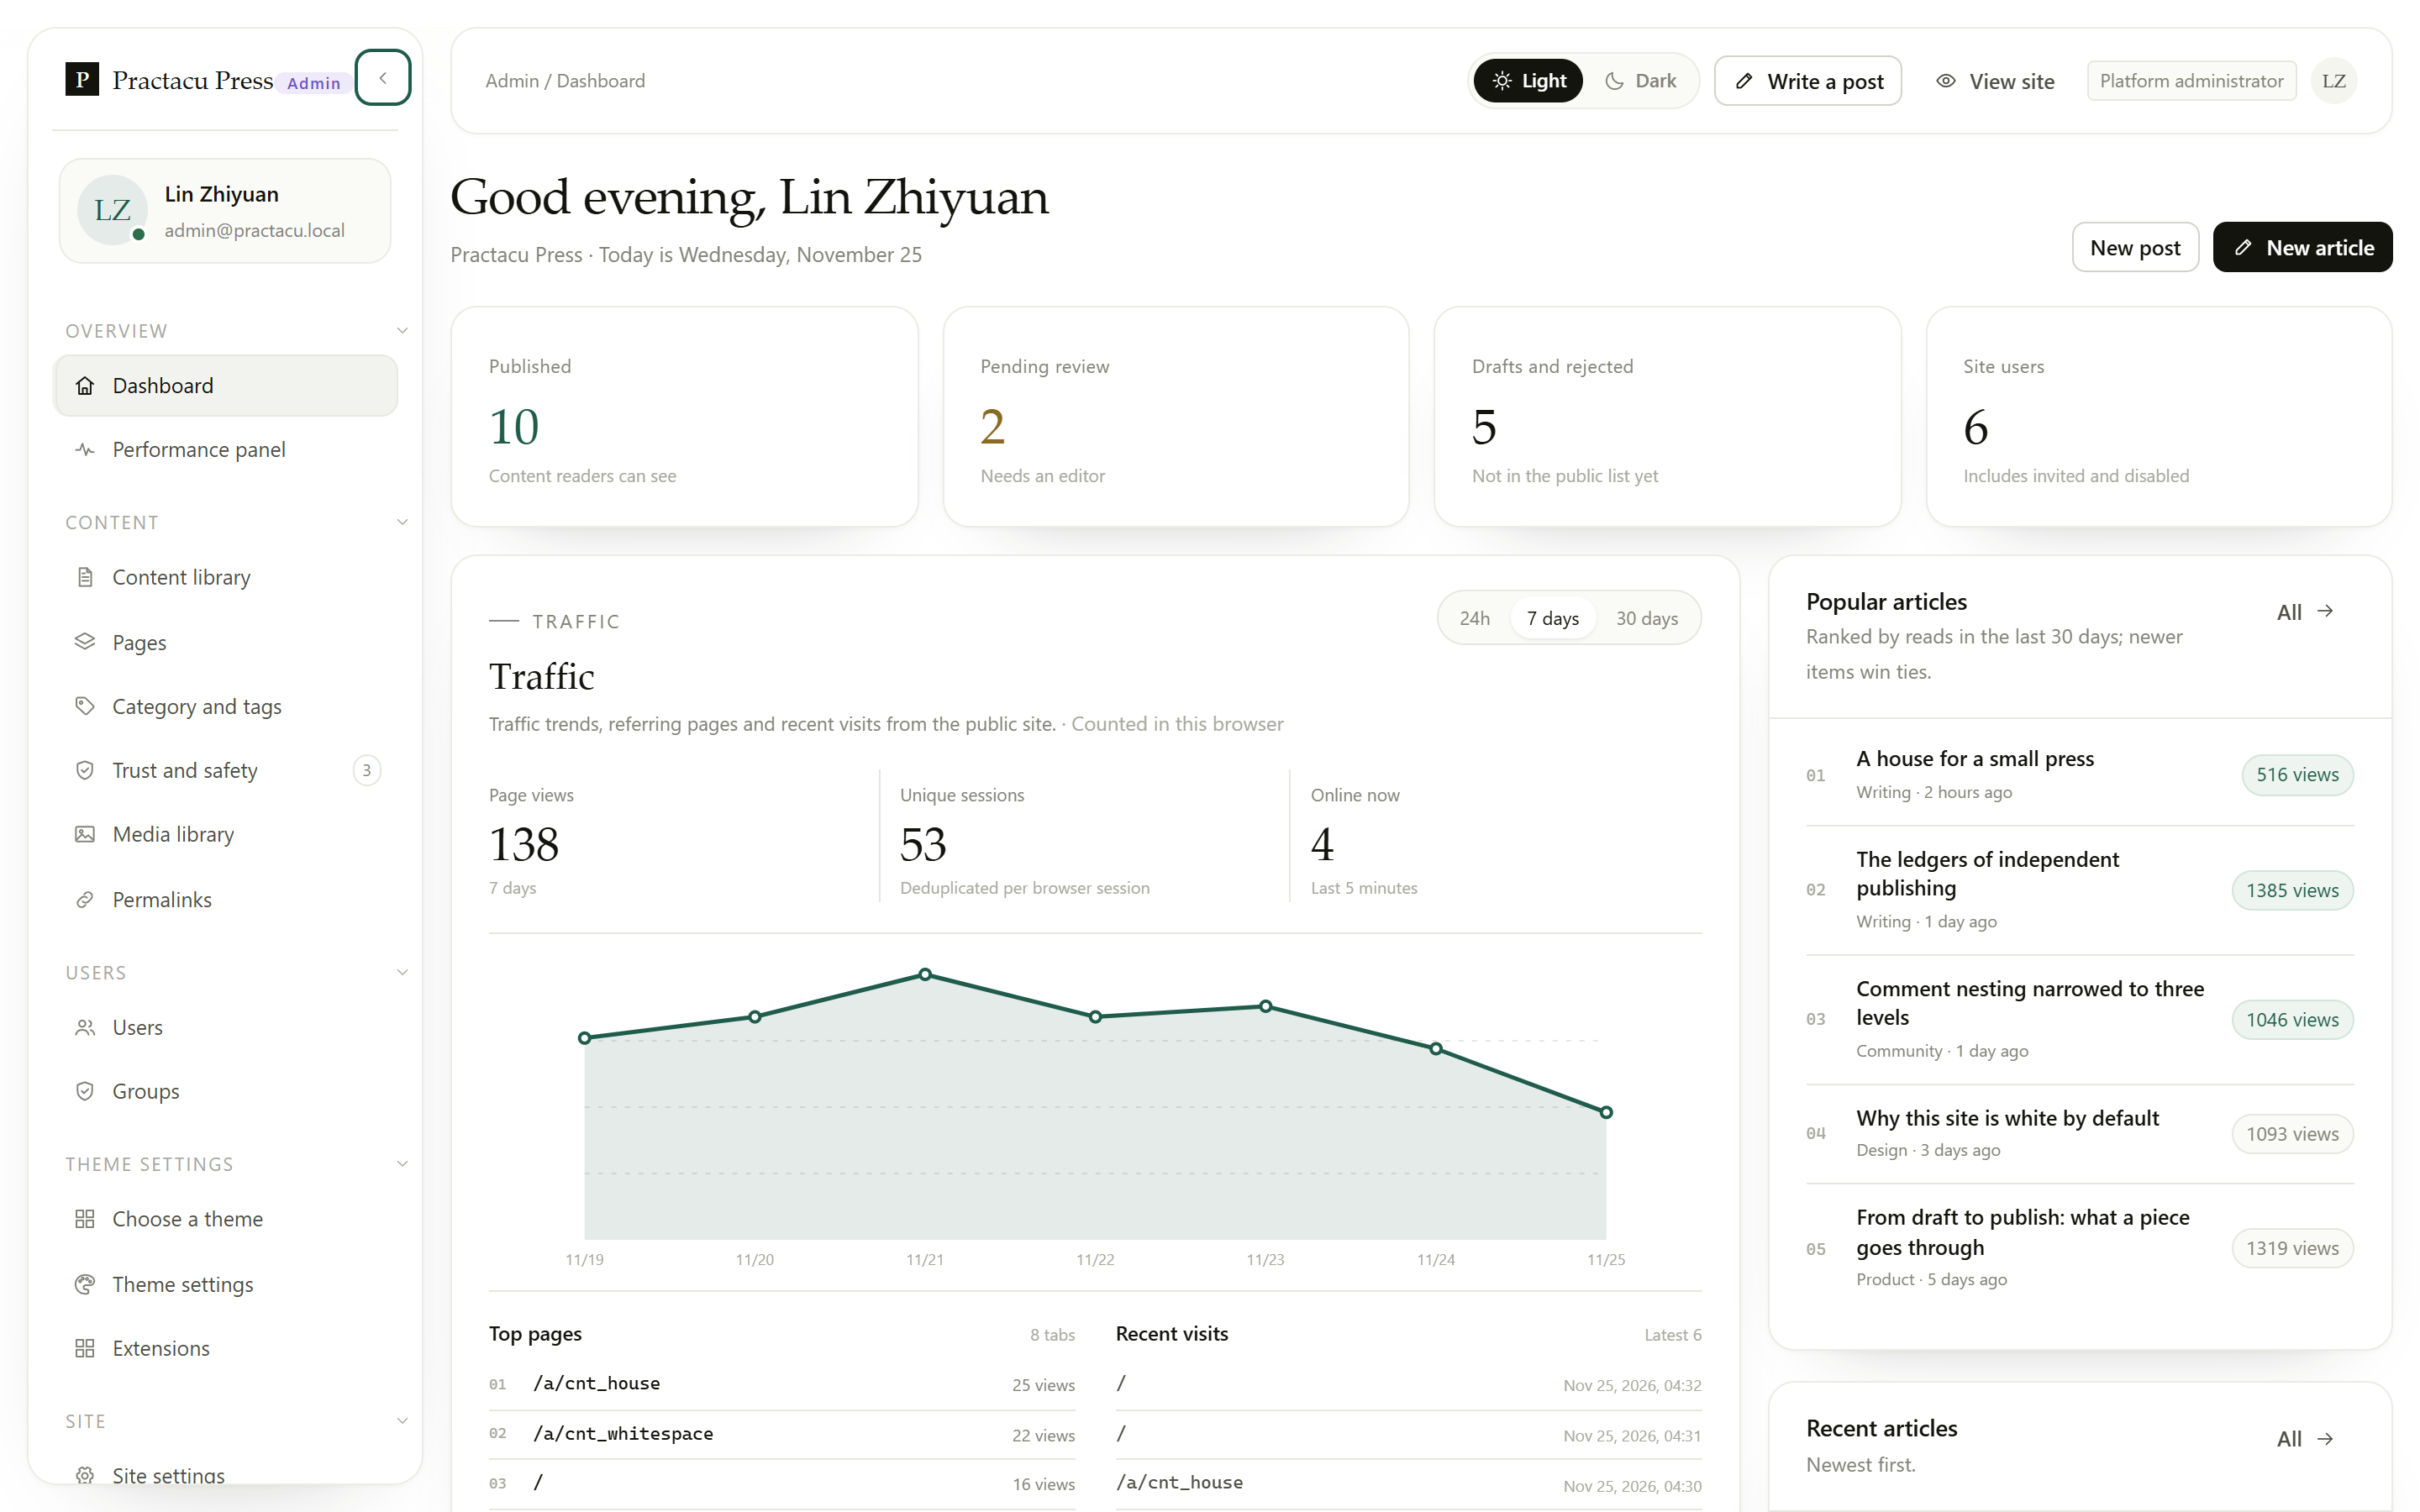 P Practacu Press Admin
LZ
Lin Zhiyuan
admin@practacu.local
OVERVIEW
Dashboard
Performance panel
CONTENT
Content library
Pages
Category and tags
Trust and safety 3
Media library
Permalinks
USERS
Users
Groups
THEME SETTINGS
Choose a theme
Theme settings
Extensions
SITE
Site settings
Admin / Dashboard
Light Dark Write a post View site Platform administrator LZ
Good evening, Lin Zhiyuan
Practacu Press · Today is Wednesday, November 25
New post New article
Published
10
Content readers can see
Pending review
2
Needs an editor
Drafts and rejected
5
Not in the public list yet
Site users
6
Includes invited and disabled
TRAFFIC
24h 7 days 30 days
Traffic
Traffic trends, referring pages and recent visits from the public site. · Counted in this browser
Page views
138
7 days
Unique sessions
53
Deduplicated per browser session
Online now
4
Last 5 minutes
11/19 11/20 11/21 11/22 11/23 11/24 11/25
Top pages 8 tabs
01 /a/cnt_house 25 views
02 /a/cnt_whitespace 22 views
03 / 16 views
Recent visits Latest 6
/ Nov 25, 2026, 04:32
/ Nov 25, 2026, 04:31
/a/cnt_house Nov 25, 2026, 04:30
Popular articles
All
Ranked by reads in the last 30 days; newer
items win ties.
01 A house for a small press
Writing · 2 hours ago
516 views
02 The ledgers of independent
publishing
Writing · 1 day ago
1385 views
03 Comment nesting narrowed to three
levels
Community · 1 day ago
1046 views
04 Why this site is white by default
Design · 3 days ago
1093 views
05 From draft to publish: what a piece
goes through
Product · 5 days ago
1319 views
Recent articles
All
Newest first.